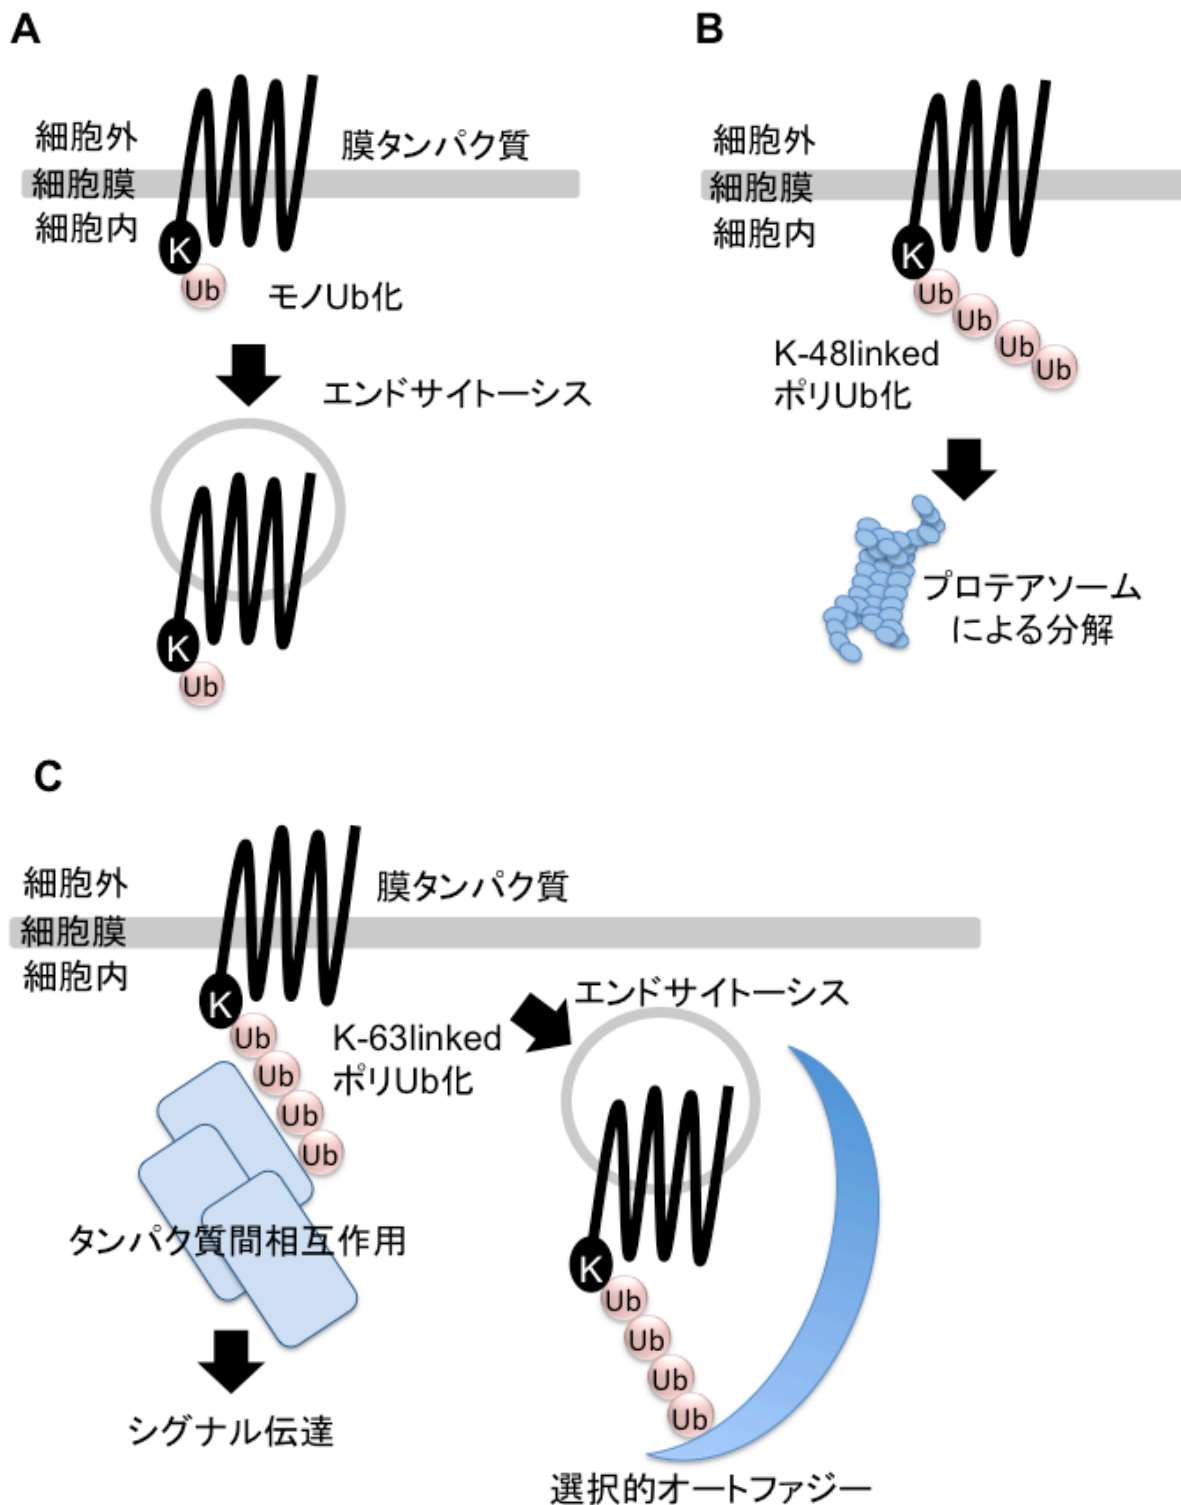 A
細胞外
膜タンパク質
細胞膜
細胞内
K
Ub
モノUb化
エンドサイトーシス
K
Ub
B
細胞外
細胞膜
細胞内
K
Ub
Ub
Ub
Ub
K-48linked
ポリUb化
プロテアソーム
による分解
C
細胞外
膜タンパク質
細胞膜
細胞内
K
Ub
Ub
Ub
Ub
K-63linked
ポリUb化
タンパク質間相互作用
シグナル伝達
エンドサイトーシス
K
Ub
Ub
Ub
Ub
選択的オートファジー